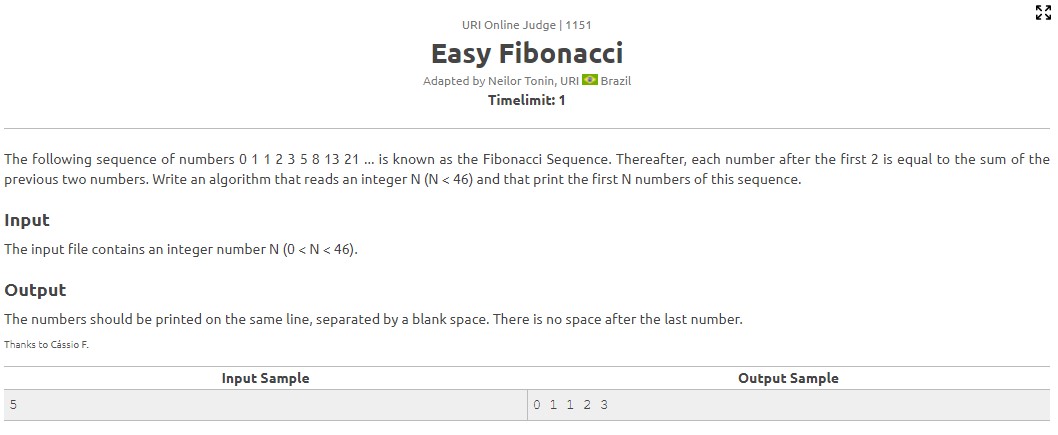 URI Online Judge | 1151
Easy Fibonacci
Adapted by Neilor Tonin, URI Brazil
Timelimit: 1
The following sequence of numbers 0 1 1 2 3 5 8 13 21 ... is known as the Fibonacci Sequence. Thereafter, each number after the first 2 is equal to the sum of the
previous two numbers. Write an algorithm that reads an integer N (N < 46) and that print the first N numbers of this sequence.
Input
The input file contains an integer number N (0 < N < 46).
Output
The numbers should be printed on the same line, separated by a blank space. There is no space after the last number.
Thanks to Cássio F.
Input Sample Output Sample
5 0 1 1 2 3